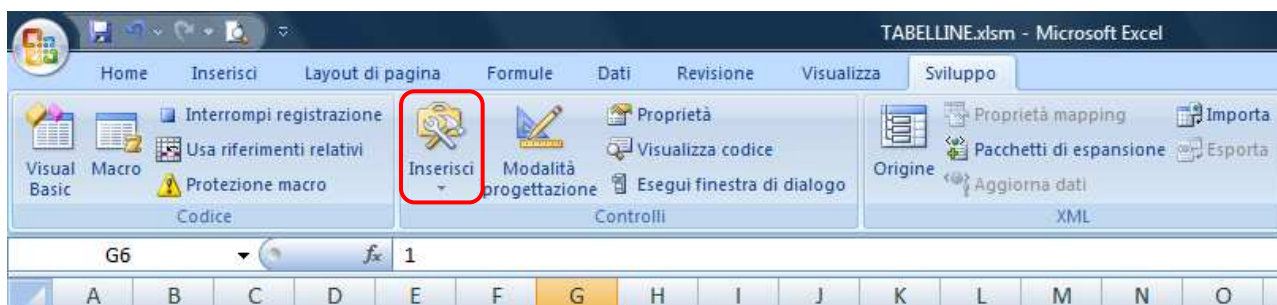 TABELLINE.xlsm - Microsoft Excel
Home Inserisci Layout di pagina Formule Dati Revisione Visualizza Sviluppo
Visual Basic
Macro
Interrompi registrazione
Usa riferimenti relativi
Protezione macro
Codice
Inserisci
Modalità progettazione
Proprietà
Visualizza codice
Esegui finestra di dialogo
Controlli
Origine
Proprietà mapping
Pacchetti di espansione
Aggiorna dati
Importa
Esporta
XML
G6 fx 1
A B C D E F G H I J K L M N O